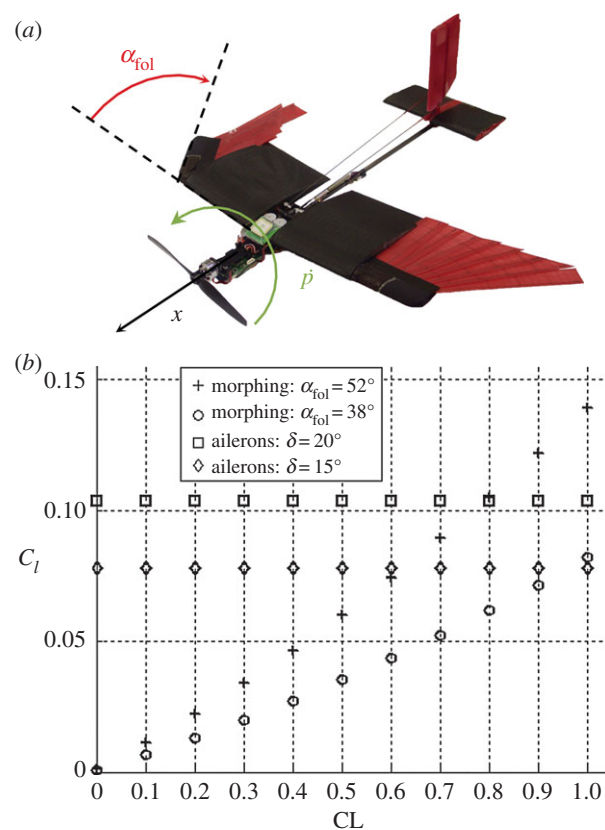 (a)
α_fol
ṗ
x
(b)
0.15
morphing: α_fol = 52°
morphing: α_fol = 38°
ailerons: δ = 20°
ailerons: δ = 15°
0.10
C_l
0.05
0
0 0.1 0.2 0.3 0.4 0.5 0.6 0.7 0.8 0.9 1.0
CL